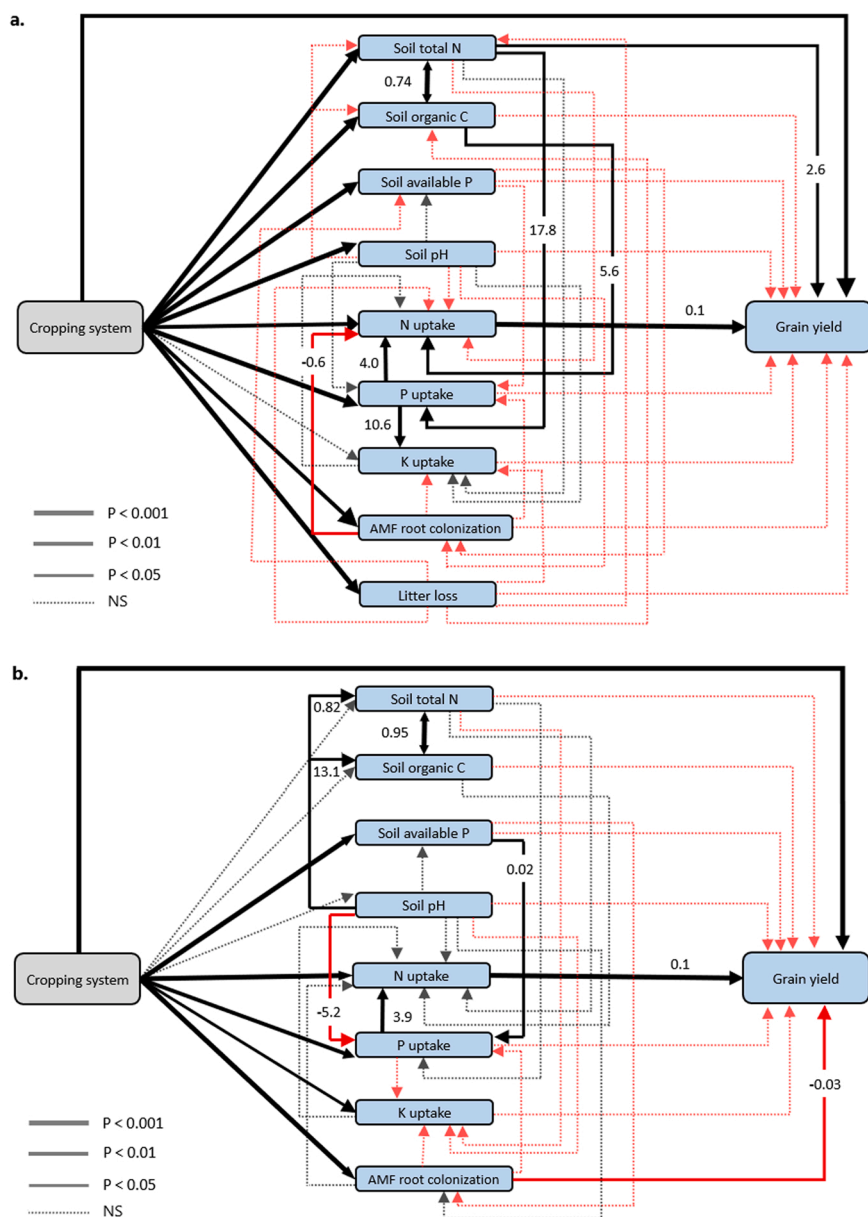 a.
Soil total N
0.74
Soil organic C
2.6
Soil available P
17.8
Soil pH
5.6
Cropping system
N uptake
0.1
Grain yield
-0.6
4.0
P uptake
10.6
K uptake
P < 0.001
AMF root colonization
P < 0.01
P < 0.05
Litter loss
NS
b.
Soil total N
0.82
0.95
Soil organic C
13.1
Soil available P
0.02
Soil pH
Cropping system
N uptake
0.1
Grain yield
-5.2
3.9
P uptake
-0.03
K uptake
P < 0.001
P < 0.01
AMF root colonization
P < 0.05
NS